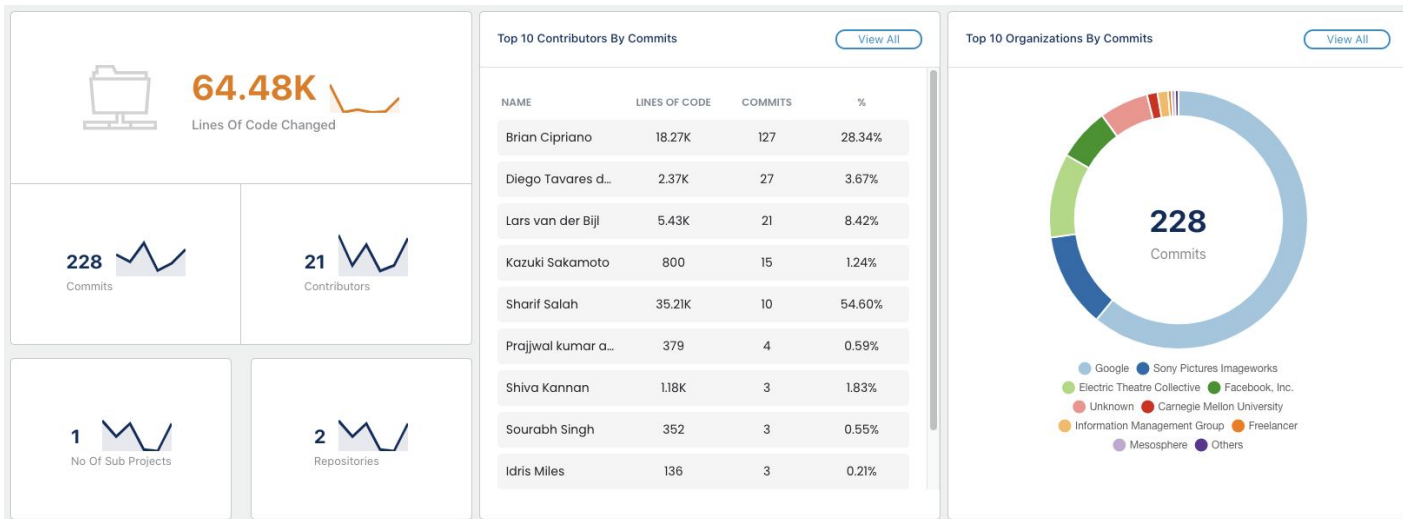 64.48K
Lines Of Code Changed
228
Commits
21
Contributors
1
No Of Sub Projects
2
Repositories
Top 10 Contributors By Commits View All
NAME LINES OF CODE COMMITS %
Brian Cipriano 18.27K 127 28.34%
Diego Tavares d... 2.37K 27 3.67%
Lars van der Bijl 5.43K 21 8.42%
Kazuki Sakamoto 800 15 1.24%
Sharif Salah 35.21K 10 54.60%
Prajjwal kumar a... 379 4 0.59%
Shiva Kannan 1.18K 3 1.83%
Sourabh Singh 352 3 0.55%
Idris Miles 136 3 0.21%
Top 10 Organizations By Commits View All
228
Commits
Google Sony Pictures Imageworks
Electric Theatre Collective Facebook, Inc.
Unknown Carnegie Mellon University
Information Management Group Freelancer
Mesosphere Others